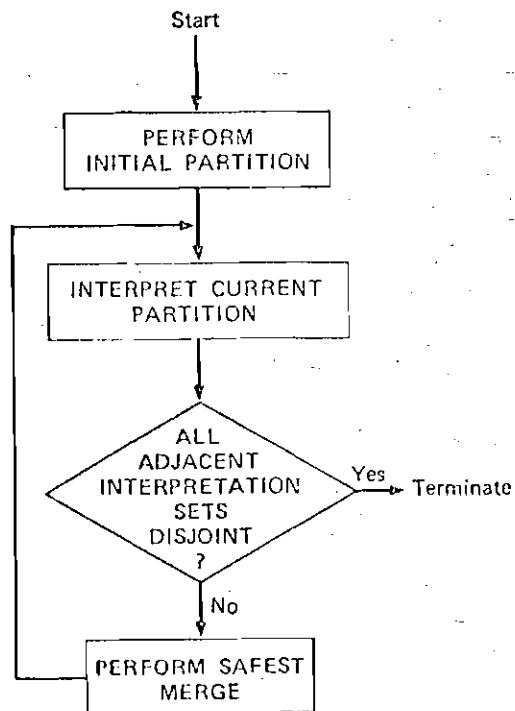 Start
PERFORM
INITIAL PARTITION
INTERPRET CURRENT
PARTITION
ALL
ADJACENT
INTERPRETATION
SETS
DISJOINT
?
Yes
Terminate
No
PERFORM SAFEST
MERGE